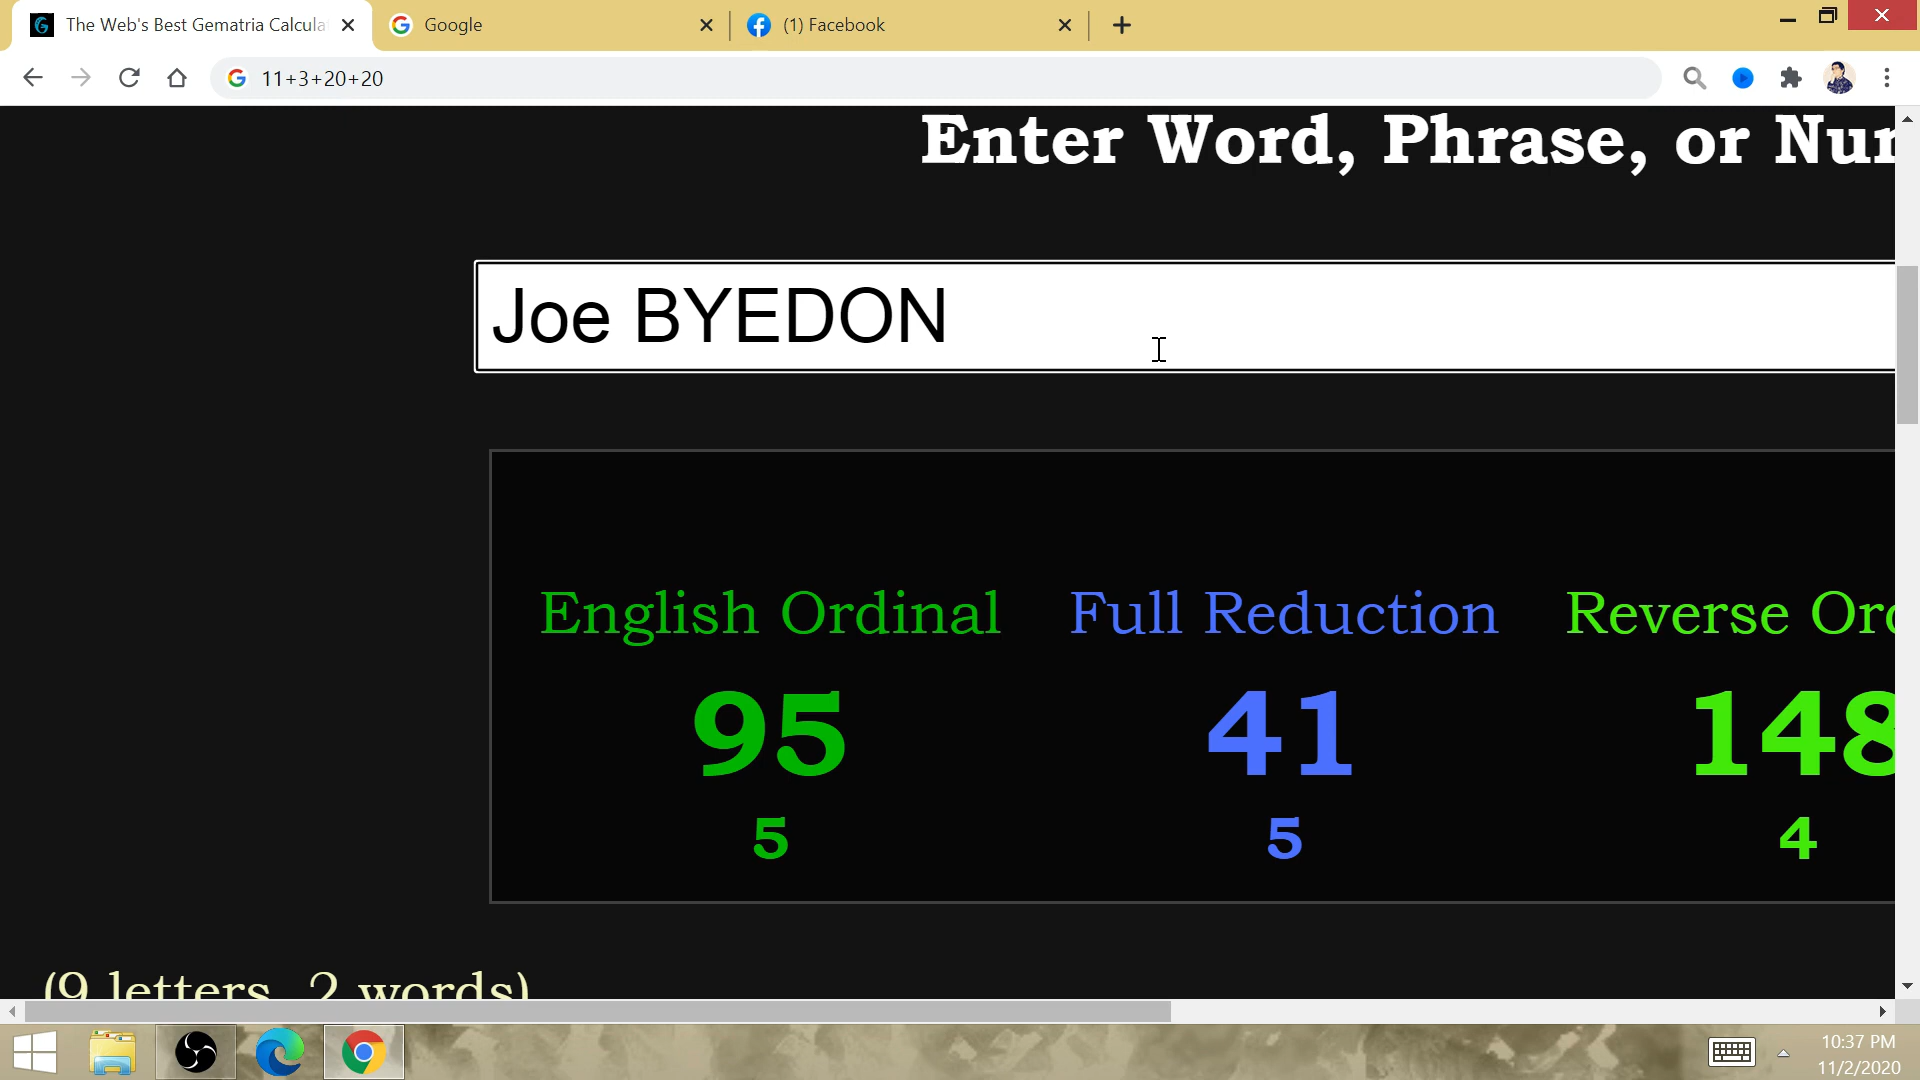 The Web's Best Gematria Calcula
Google
(1) Facebook
11+3+20+20
Enter Word, Phrase, or Nu
Joe BYEDON
English Ordinal
Full Reduction
Reverse Ord
95
41
148
5
5
4
(9 letters, 2 words)
10:37 PM
11/2/2020